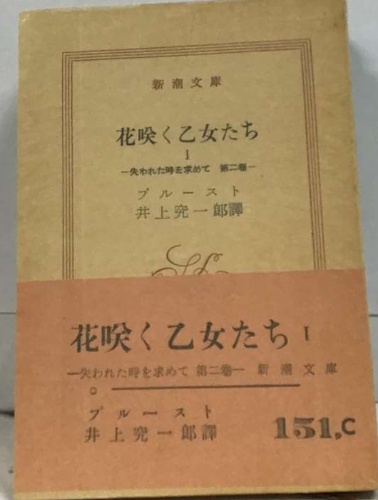 新潮文庫
花咲く乙女たち
1
―失われた時を求めて 第二巻―
プルースト
井上究一郎譯
花咲く乙女たち 1
―失われた時を求めて 第二巻― 新潮文庫
プルースト
井上究一郎譯
151.C